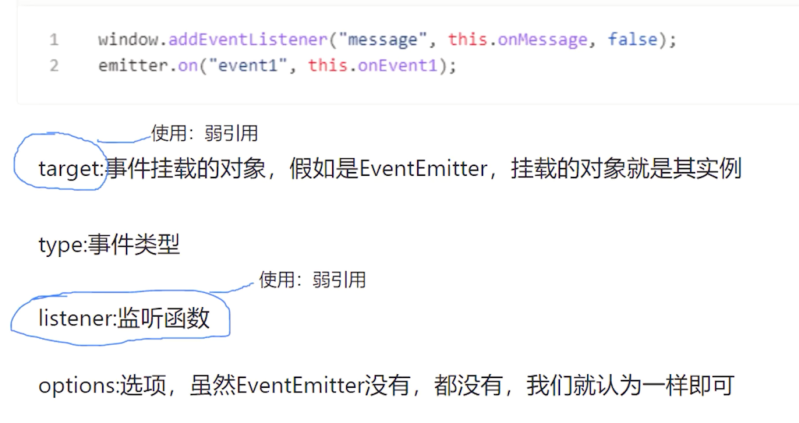 1 window.addEventListener("message", this.onMessage, false);
2 emitter.on("event1", this.onEvent1);
使用：弱引用
target:事件挂载的对象，假如是EventEmitter，挂载的对象就是其实例
type:事件类型
使用：弱引用
listener:监听函数
options:选项，虽然EventEmitter没有，都没有，我们就认为一样即可